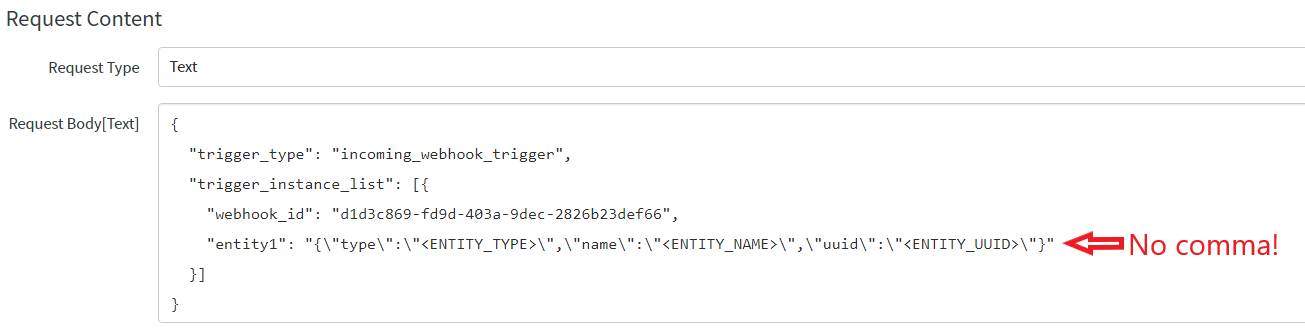 Request Content
Request Type Text
Request Body[Text] {
"trigger_type": "incoming_webhook_trigger",
"trigger_instance_list": [{
"webhook_id": "d1d3c869-fd9d-403a-9dec-2826b23def66",
"entity1": "{\"type\":\"<ENTITY_TYPE>\",\"name\":\"<ENTITY_NAME>\",\"uuid\":\"<ENTITY_UUID>\"}" No comma!
}]
}